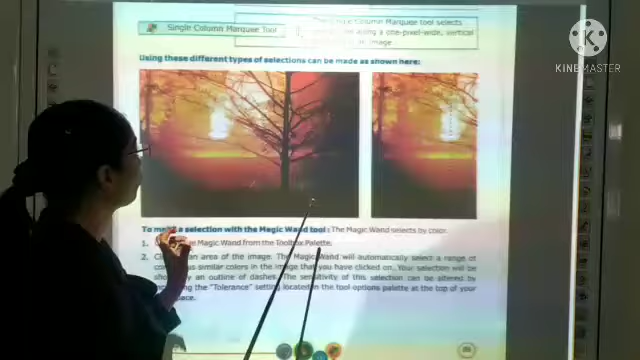 Single Column Marquee Tool
Column Marquee tool selects
along a one-pixel-wide, vertical
image.
Using these different types of selections can be made as shown here:
To make a selection with the Magic Wand tool: The Magic Wand selects by color.
1. in Magic Wand from the Toolbox Palette.
2. an area of the image. The Magic Wand will automatically select a range of
similar colors in the image that you have clicked on. Your selection will be
by an outline of dashes. The sensitivity of this selection can be altered by
the "Tolerance" setting located in the tool options palette at the top of your
KINEMASTER